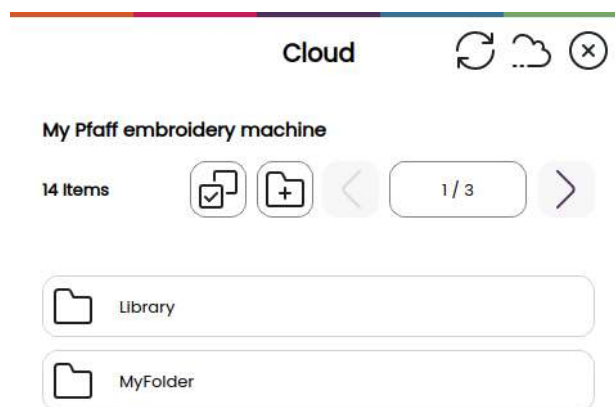 Cloud
My Pfaff embroidery machine
14 Items
1 / 3
Library
MyFolder